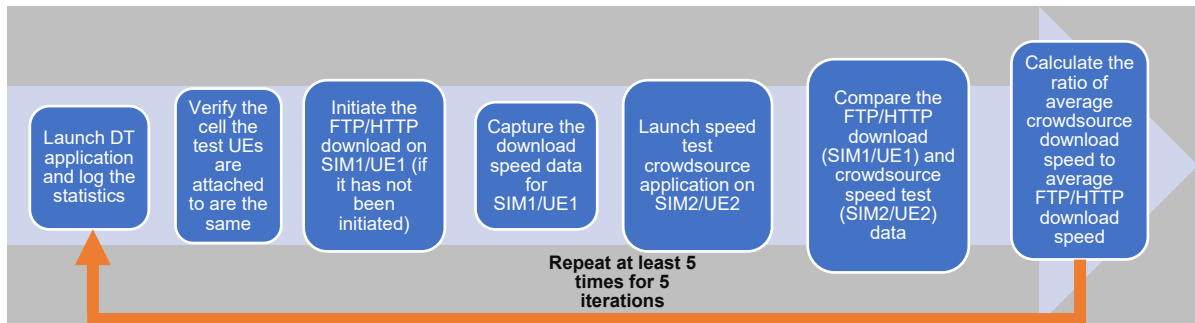 Launch DT
application
and log the
statistics
Verify the
cell the
test UEs
are
attached
to are the
same
Initiate the
FTP/HTTP
download on
SIM1/UE1 (if
it has not
been
initiated)
Capture the
download
speed data
for
SIM1/UE1
Launch speed
test
crowdsource
application on
SIM2/UE2
Compare the
FTP/HTTP
download
(SIM1/UE1) and
crowdsource
speed test
(SIM2/UE2)
data
Calculate the
ratio of
average
crowdsource
download
speed to
average
FTP/HTTP
download
speed
Repeat at least 5
times for 5
iterations